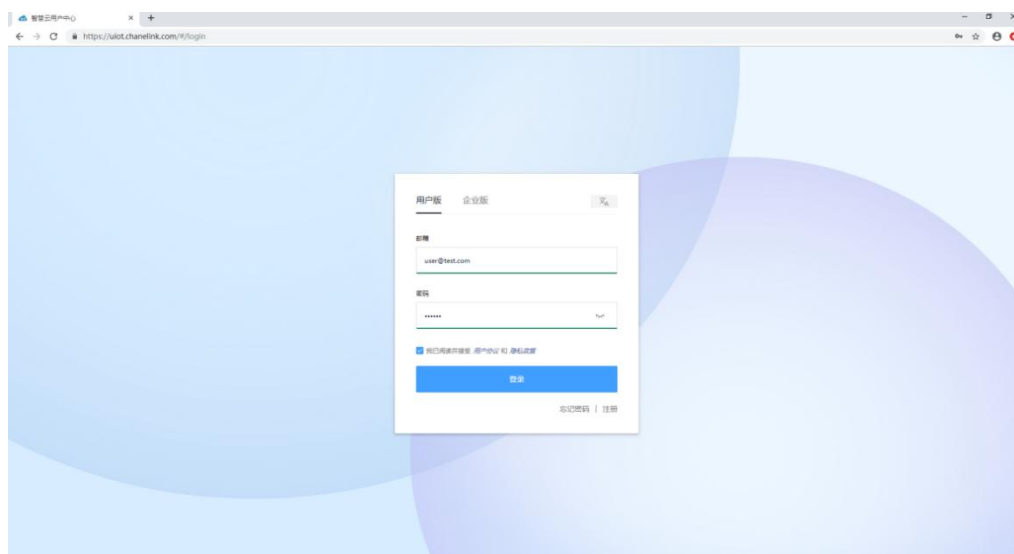 智慧云用户中心
https://uiot.chanelink.com/#/login
用户版 企业版
邮箱
user@test.com
密码
••••••
我已阅读并接受 用户协议 和 隐私政策
登录
忘记密码 | 注册